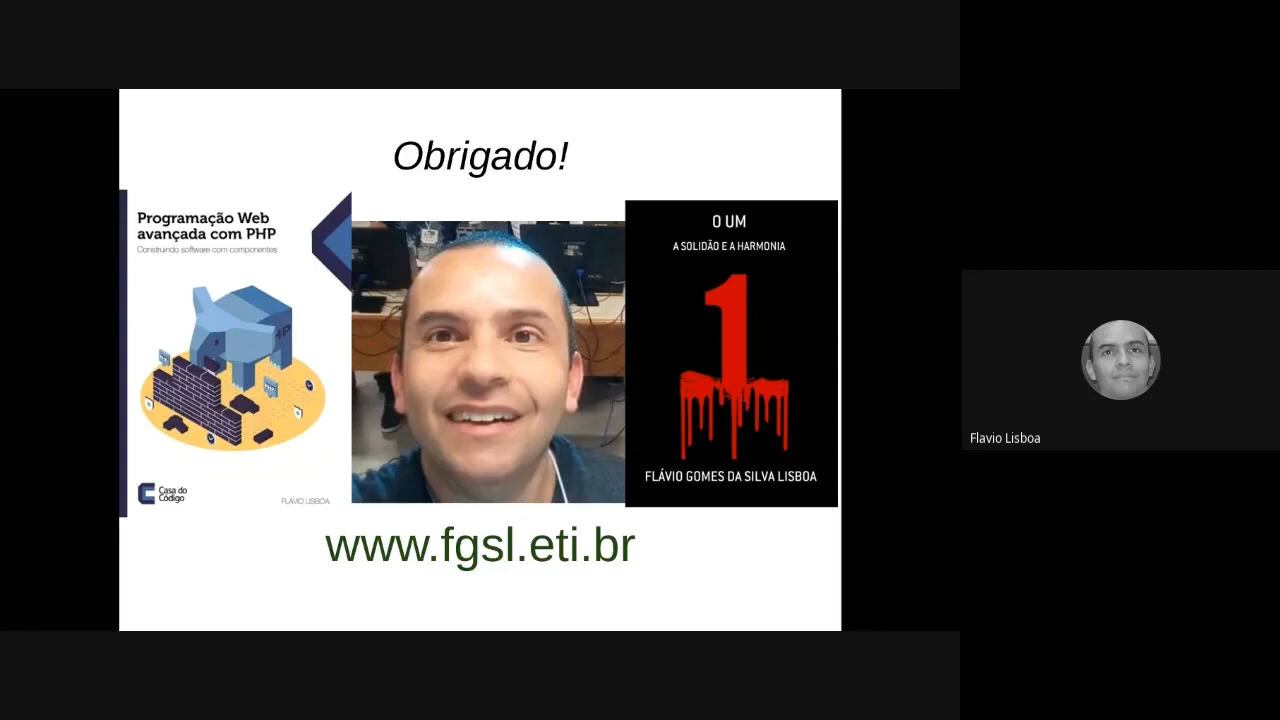 Obrigado!
Programação Web
avançada com PHP
Construindo software com componentes
Casa do
Código
FLÁVIO LISBOA
O UM
A SOLIDÃO E A HARMONIA
1
FLÁVIO GOMES DA SILVA LISBOA
www.fgsl.eti.br
Flavio Lisboa